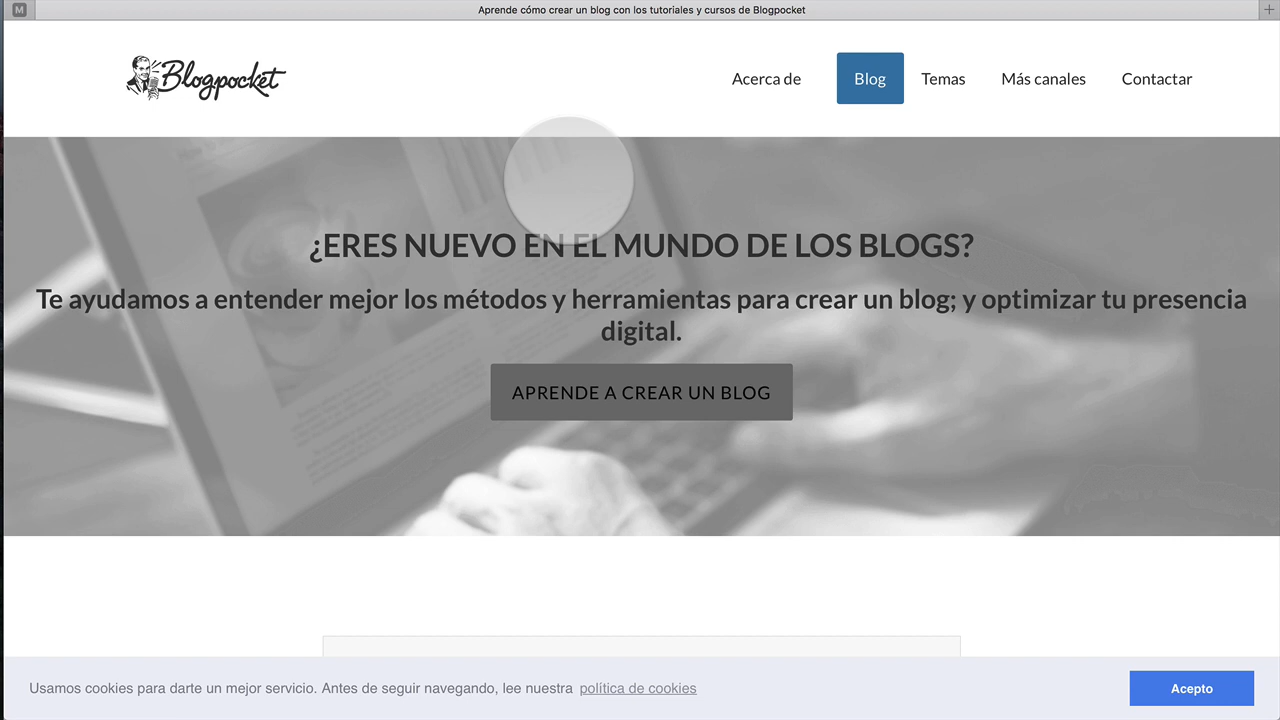 M
Aprende cómo crear un blog con los tutoriales y cursos de Blogpocket
Blogpocket
Acerca de
Blog
Temas
Más canales
Contactar
¿ERES NUEVO EN EL MUNDO DE LOS BLOGS?
Te ayudamos a entender mejor los métodos y herramientas para crear un blog; y optimizar tu presencia
digital.
APRENDE A CREAR UN BLOG
Usamos cookies para darte un mejor servicio. Antes de seguir navegando, lee nuestra política de cookies
Acepto